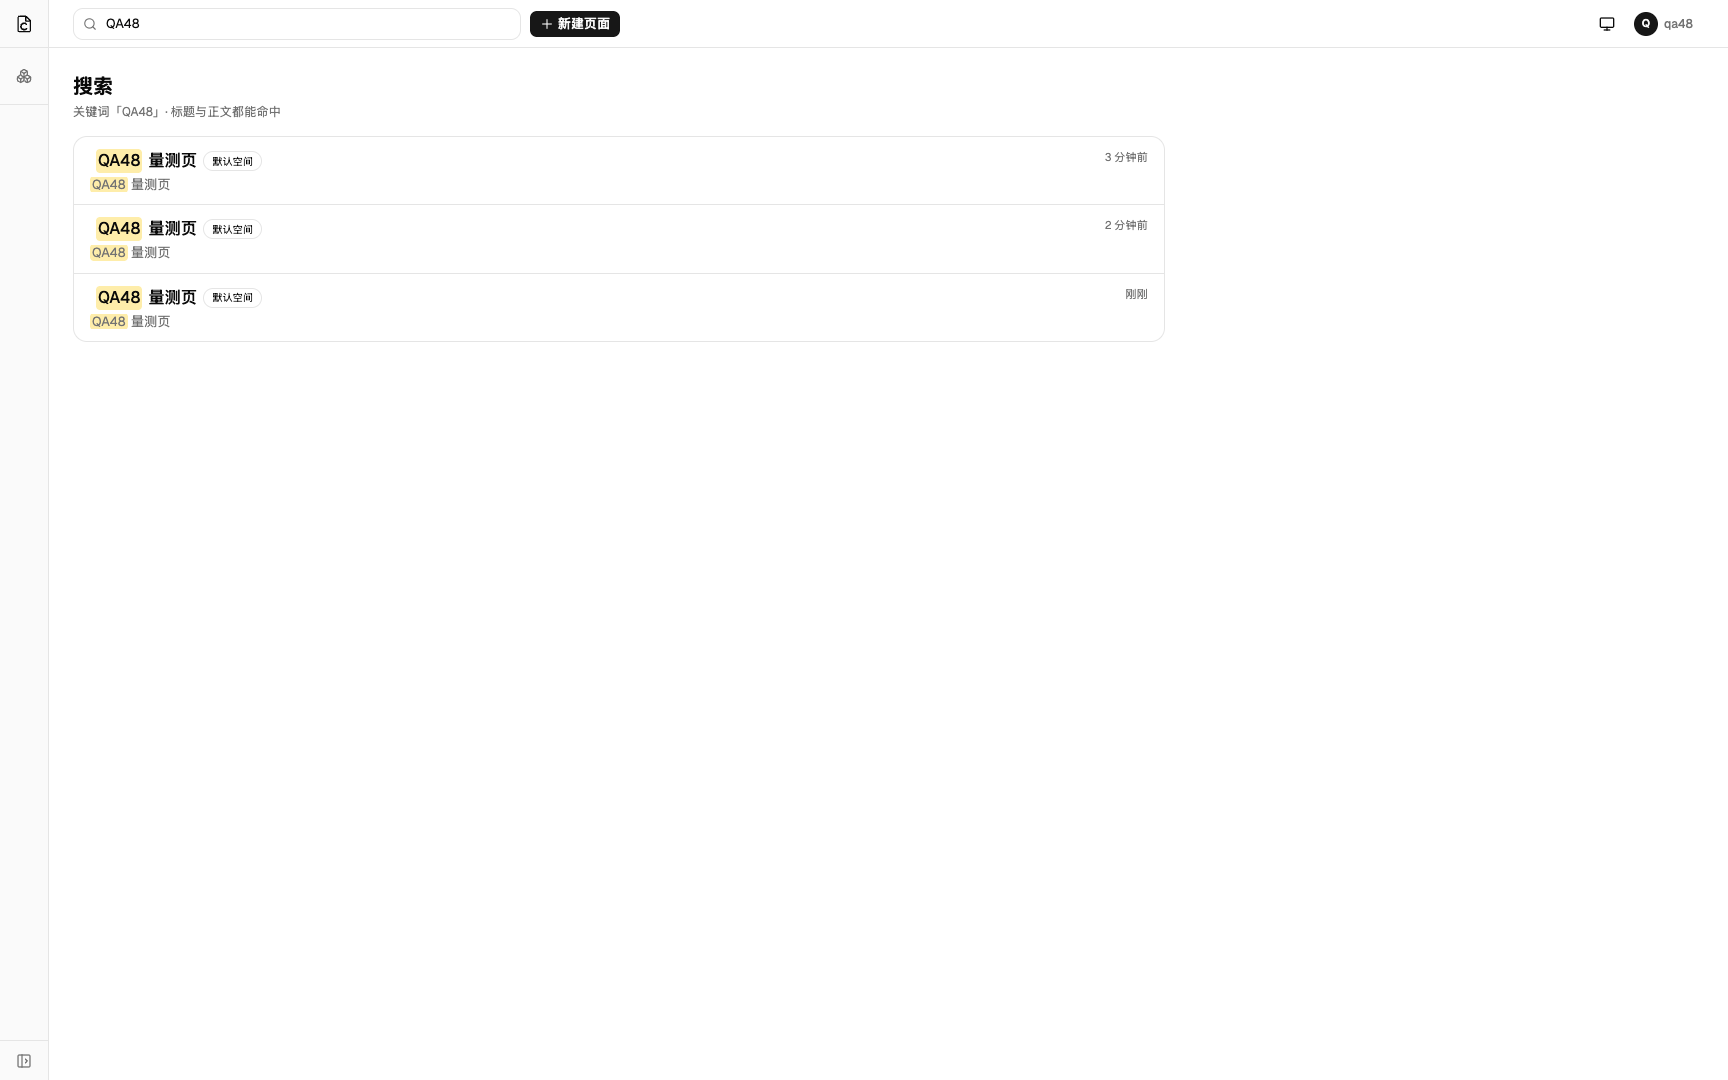 QA48
新建页面
Q qa48
搜索
关键词「QA48」· 标题与正文都能命中
QA48 量测页 默认空间 3 分钟前
QA48 量测页
QA48 量测页 默认空间 2 分钟前
QA48 量测页
QA48 量测页 默认空间 刚刚
QA48 量测页